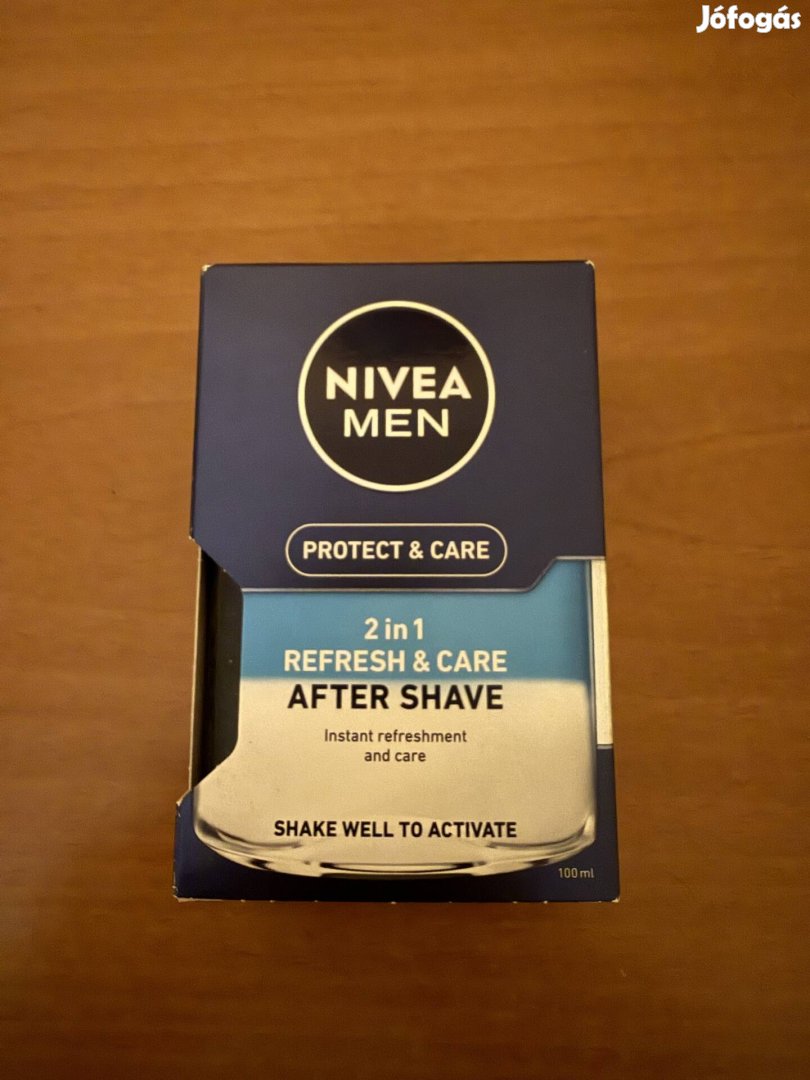 Jófogás
NIVEA
MEN
PROTECT & CARE
2 in 1
REFRESH & CARE
AFTER SHAVE
Instant refreshment
and care
SHAKE WELL TO ACTIVATE
100 ml